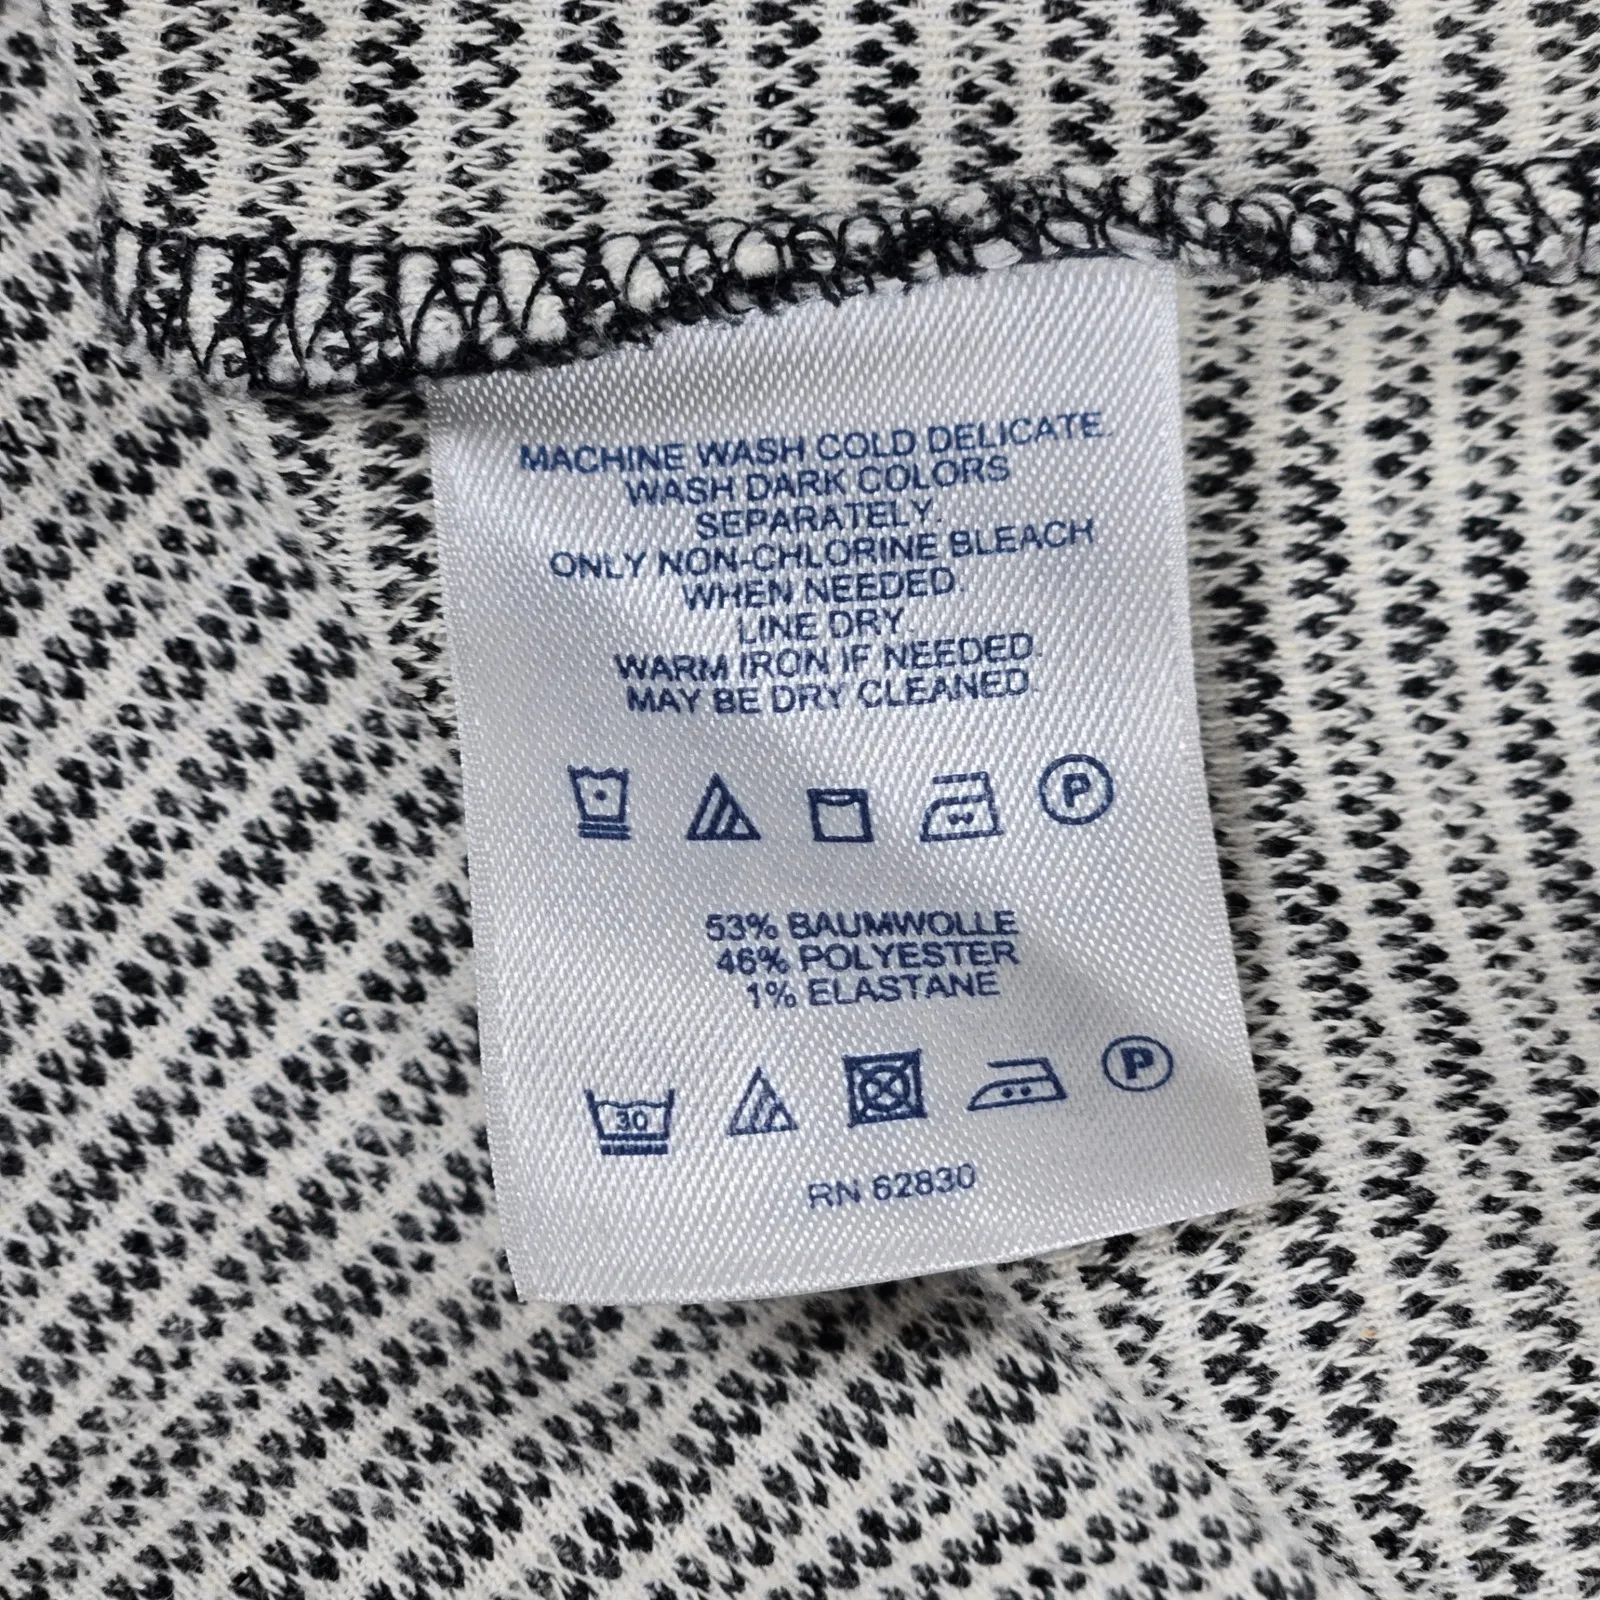 MACHINE WASH COLD DELICATE.
WASH DARK COLORS
SEPARATELY.
ONLY NON-CHLORINE BLEACH
WHEN NEEDED.
LINE DRY.
WARM IRON IF NEEDED.
MAY BE DRY CLEANED.
P
53% BAUMWOLLE
46% POLYESTER
1% ELASTANE
30 P
RN 62830